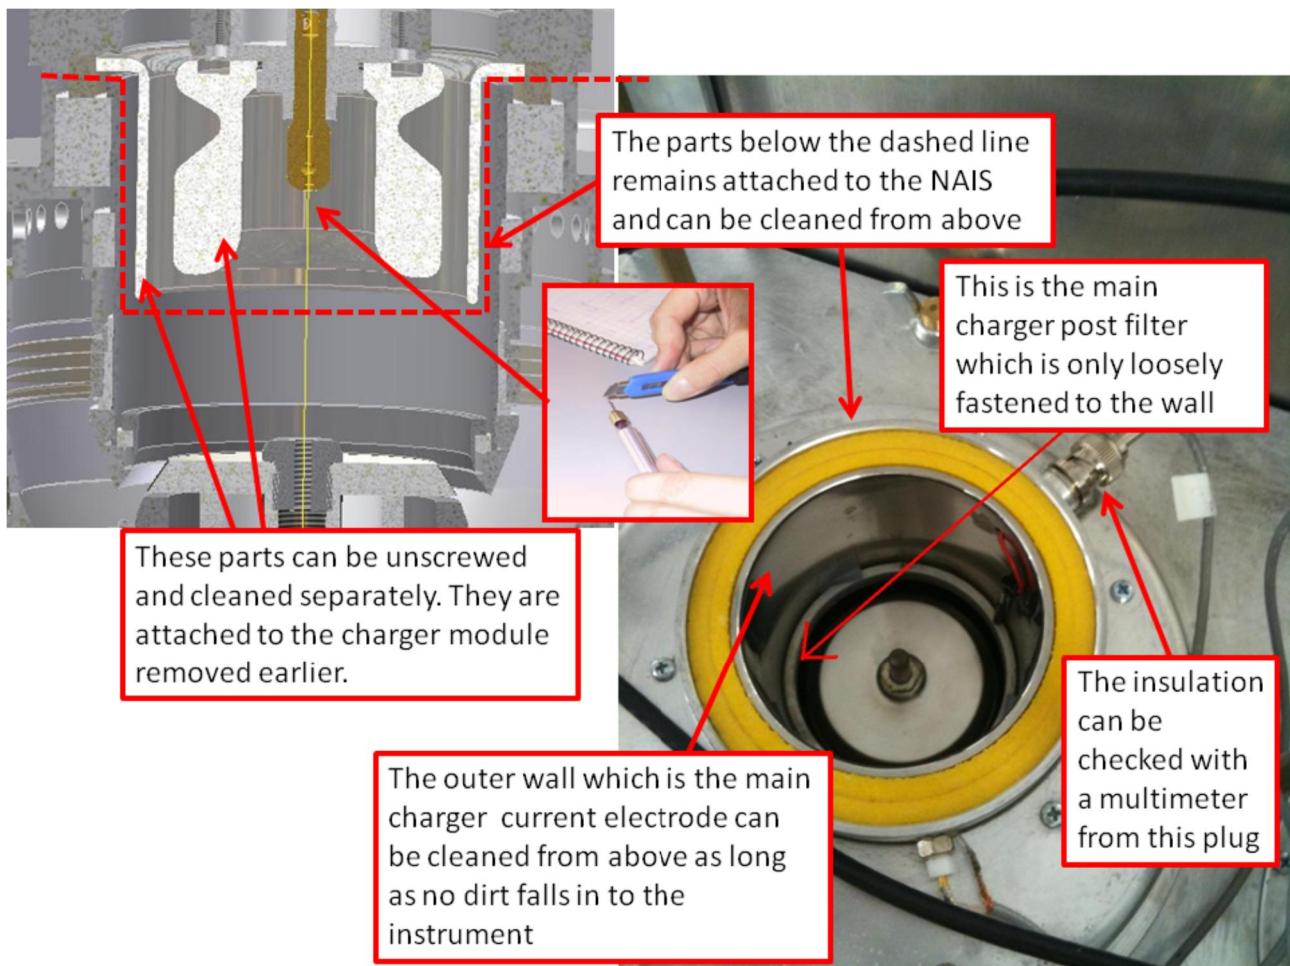 The parts below the dashed line
remains attached to the NAIS
and can be cleaned from above
This is the main
charger post filter
which is only loosely
fastened to the wall
These parts can be unscrewed
and cleaned separately. They are
attached to the charger module
removed earlier.
The insulation
can be
checked with
a multimeter
from this plug
The outer wall which is the main
charger current electrode can
be cleaned from above as long
as no dirt falls in to the
instrument